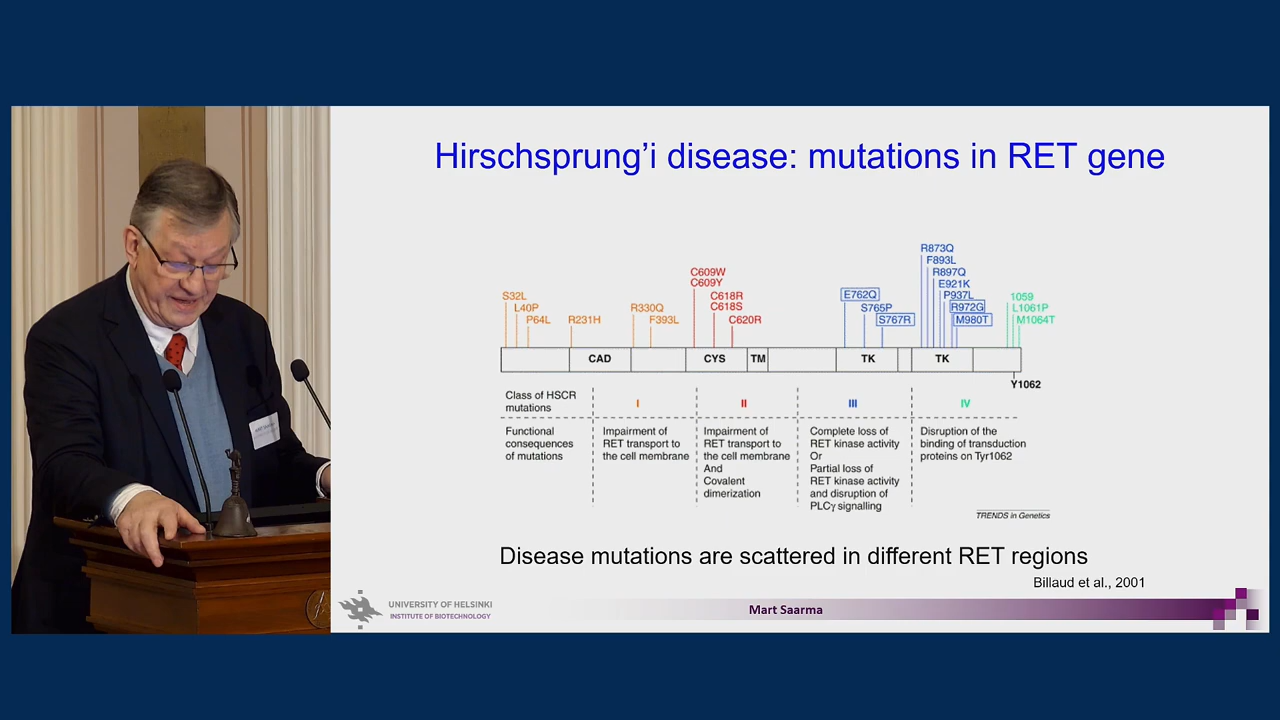 Hirschsprung'i disease: mutations in RET gene
R873Q
F893L
R897Q
E921K
P937L
R972G
M980T
C609W
C609Y
C618R
C618S
C620R
E762Q
S765P
S767R
S32L
L40P
P64L
R231H
R330Q
F393L
1059
L1061P
M1064T
CAD
CYS
TM
TK
TK
Y1062
Class of HSCR
mutations
I
II
III
IV
Functional
consequences
of mutations
Impairment of
RET transport to
the cell membrane
Impairment of
RET transport to
the cell membrane
And
Covalent
dimerization
Complete loss of
RET kinase activity
Or
Partial loss of
RET kinase activity
and disruption of
PLCγ signalling
Disruption of the
binding of transduction
proteins on Tyr1062
TRENDS in Genetics
Disease mutations are scattered in different RET regions
Billaud et al., 2001
UNIVERSITY OF HELSINKI
INSTITUTE OF BIOTECHNOLOGY
Mart Saarma